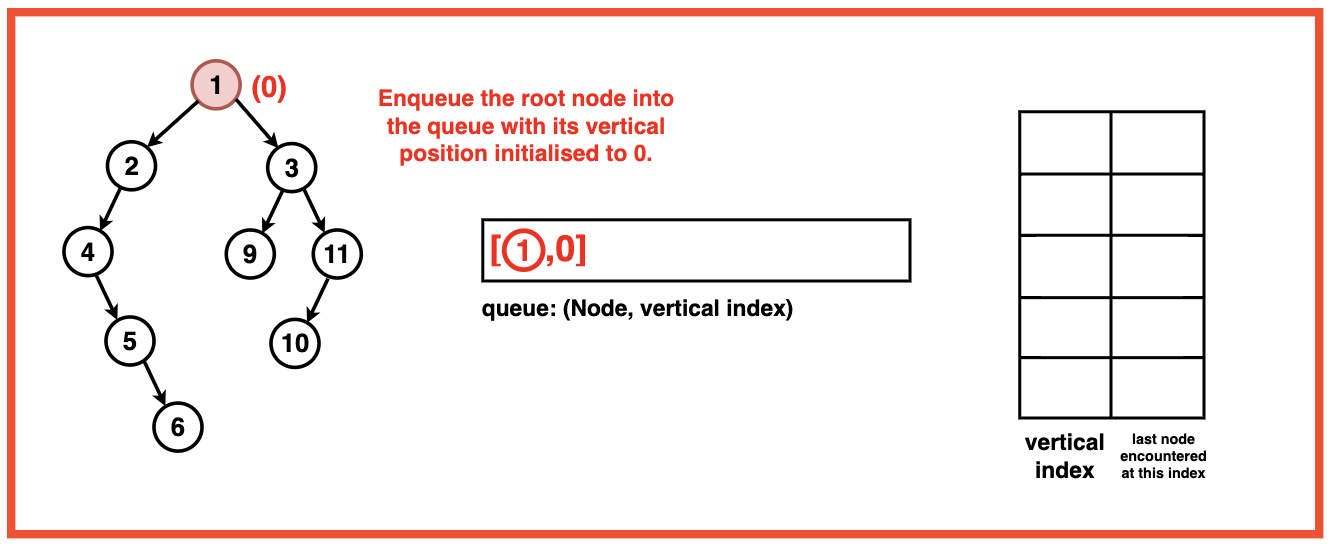 1 (0)
Enqueue the root node into
the queue with its vertical
position initialised to 0.
2
3
[1,0]
4
9
11
queue: (Node, vertical index)
5
10
6
vertical
index
last node
encountered
at this index